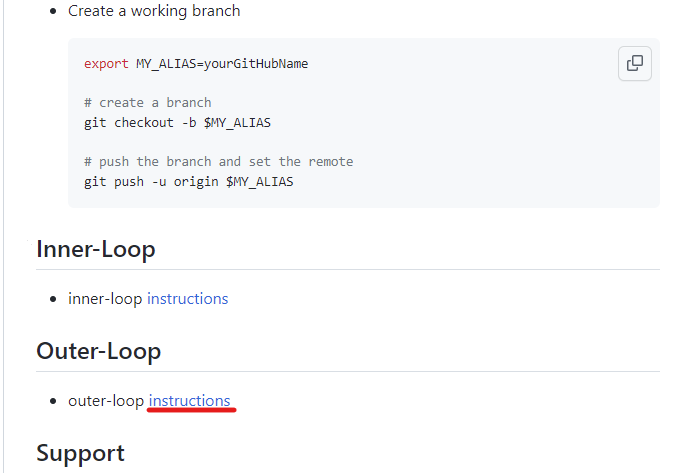 Create a working branch
export MY_ALIAS=yourGitHubName
# create a branch
git checkout -b $MY_ALIAS
# push the branch and set the remote
git push -u origin $MY_ALIAS
Inner-Loop
inner-loop instructions
Outer-Loop
outer-loop instructions
Support